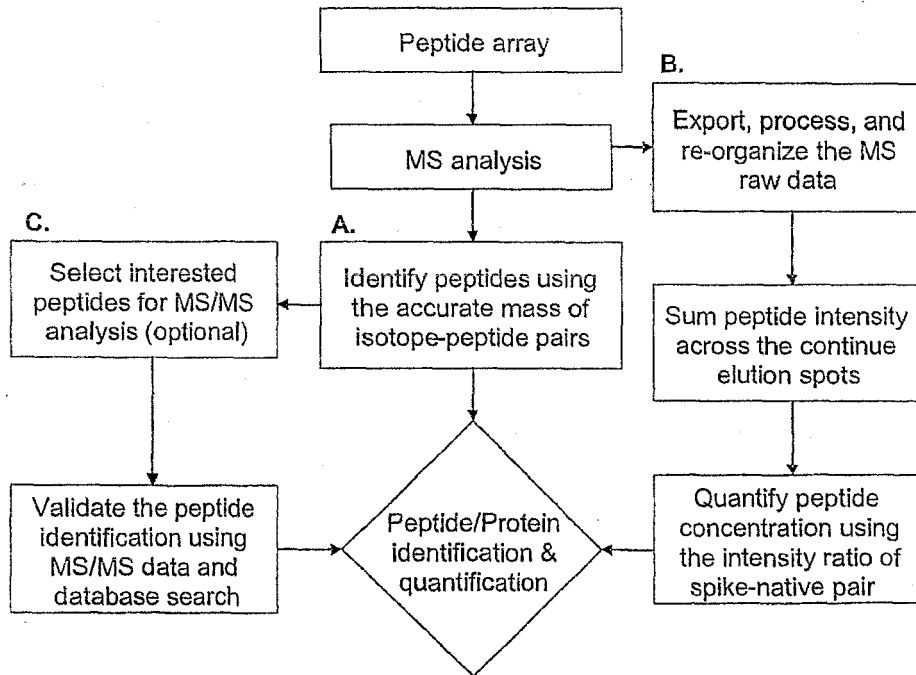 Peptide array
B.
Export, process, and
re-organize the MS
raw data
MS analysis
C.
Select interested
peptides for MS/MS
analysis (optional)
A.
Identify peptides using
the accurate mass of
isotope-peptide pairs
Sum peptide intensity
across the continue
elution spots
Validate the peptide
identification using
MS/MS data and
database search
Peptide/Protein
identification &
quantification
Quantify peptide
concentration using
the intensity ratio of
spike-native pair